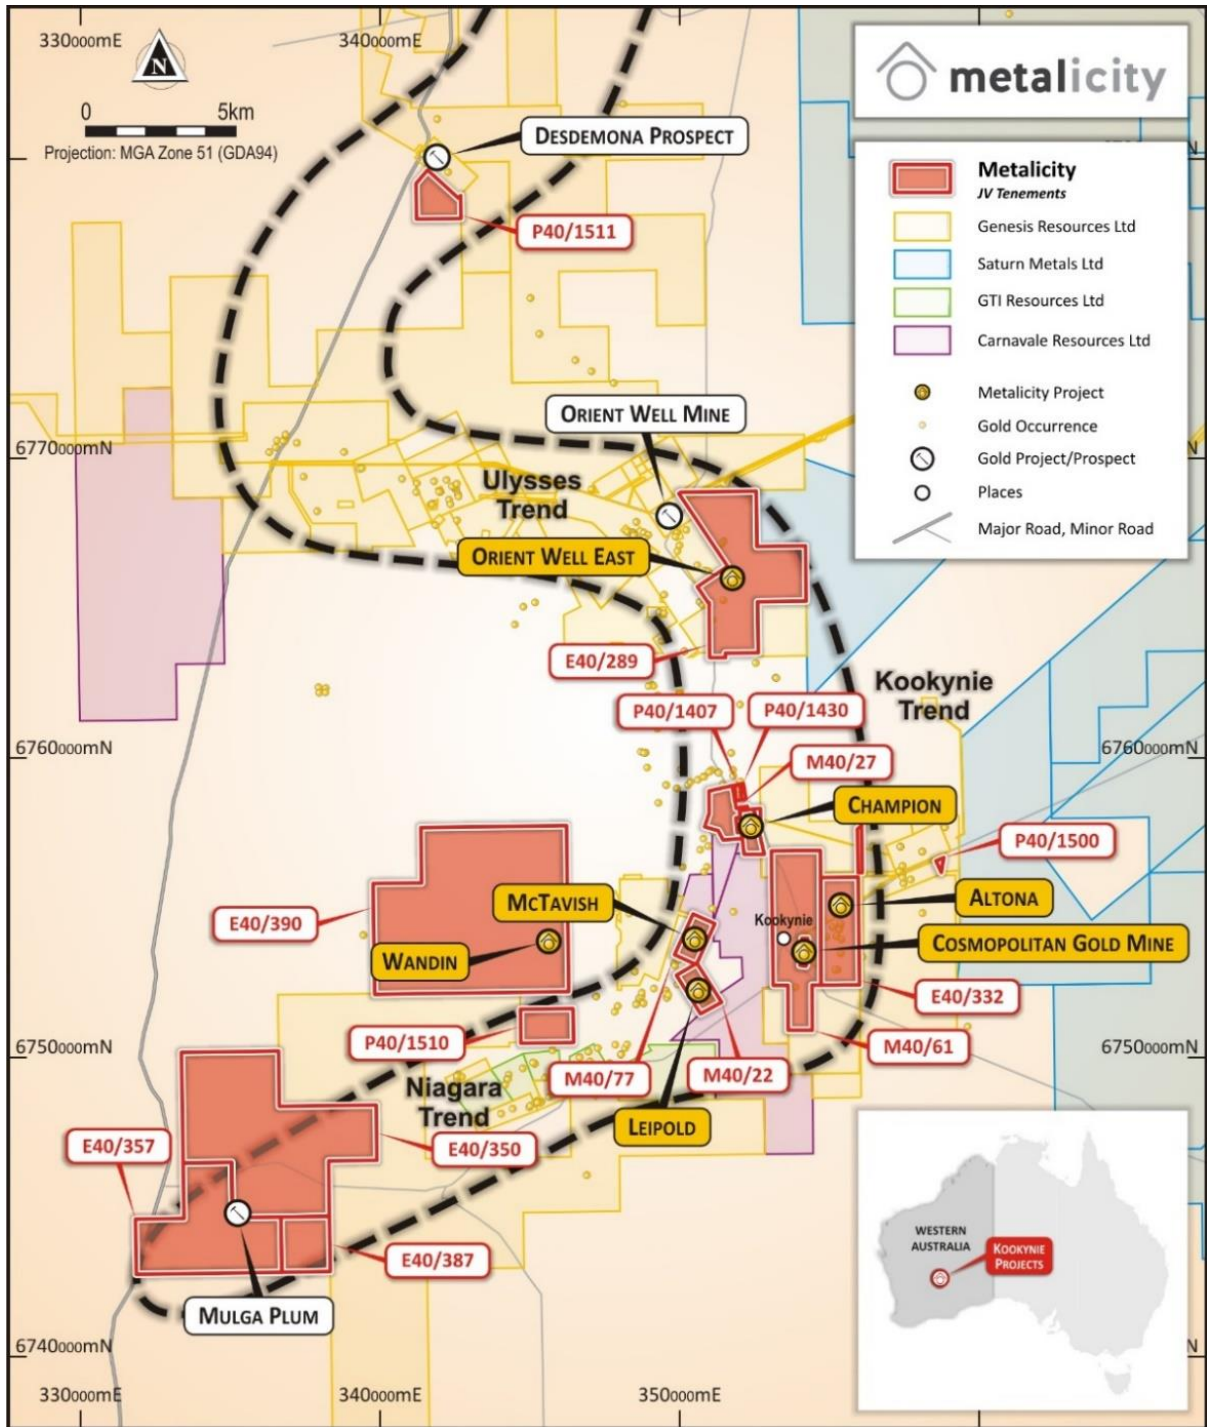 330000mE
340000mE
N
0 5km
Projection: MGA Zone 51 (GDA94)
metalicity
Metalicity
JV Tenements
Genesis Resources Ltd
Saturn Metals Ltd
GTI Resources Ltd
Carnavale Resources Ltd
Metalicity Project
Gold Occurrence
Gold Project/Prospect
Places
Major Road, Minor Road
DESDEMONA PROSPECT
P40/1511
ORIENT WELL MINE
6770000mN
Ulysses
Trend
ORIENT WELL EAST
E40/289
Kookynie
Trend
P40/1407
P40/1430
6760000mN
6760000mN
M40/27
CHAMPION
P40/1500
E40/390
MCTAVISH
ALTONA
Kookynie
WANDIN
COSMOPOLITAN GOLD MINE
E40/332
P40/1510
M40/61
6750000mN
6750000mN
M40/77
M40/22
Niagara
Trend
LEIPOLD
E40/357
E40/350
E40/387
MULGA PLUM
WESTERN
AUSTRALIA
KOOKYNIE
PROJECTS
6740000mN
330000mE
340000mE
350000mE